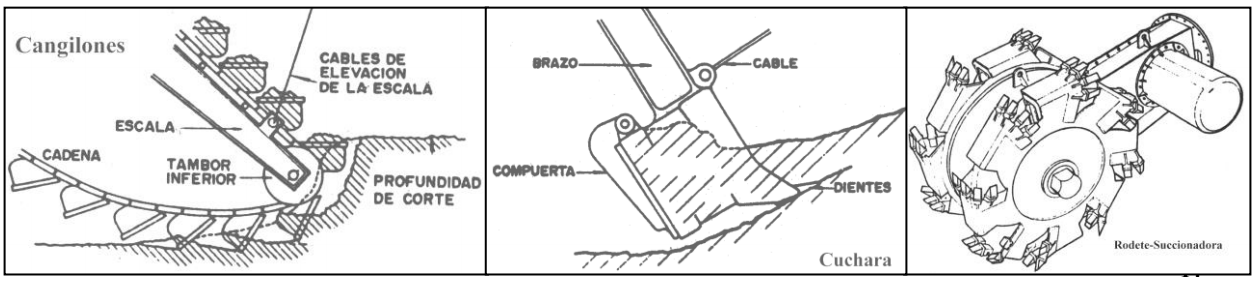 Cangilones
CABLES DE
ELEVACION
DE LA ESCALA
ESCALA
CADENA
TAMBOR
INFERIOR
PROFUNDIDAD
DE CORTE
BRAZO
CABLE
COMPUERTA
DIENTES
Cuchara
Rodete-Succionadora